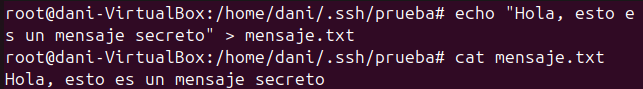 root@dani-VirtualBox:/home/dani/.ssh/prueba# echo "Hola, esto e
s un mensaje secreto" > mensaje.txt
root@dani-VirtualBox:/home/dani/.ssh/prueba# cat mensaje.txt
Hola, esto es un mensaje secreto